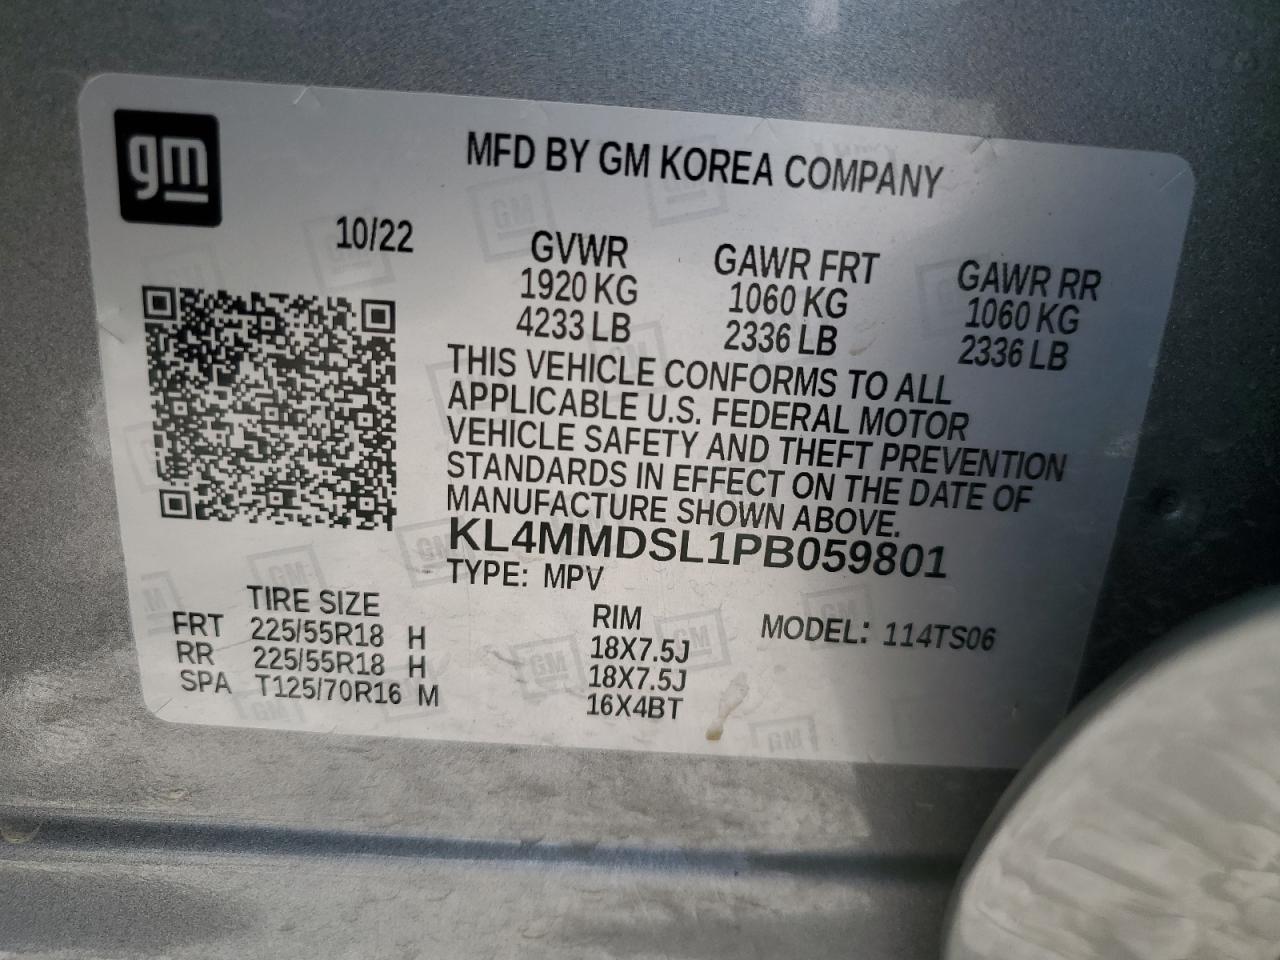 gm
MFD BY GM KOREA COMPANY
10/22
GVWR GAWR FRT GAWR RR
1920 KG 1060 KG 1060 KG
4233 LB 2336 LB 2336 LB
THIS VEHICLE CONFORMS TO ALL
APPLICABLE U.S. FEDERAL MOTOR
VEHICLE SAFETY AND THEFT PREVENTION
STANDARDS IN EFFECT ON THE DATE OF
MANUFACTURE SHOWN ABOVE.
KL4MMDSL1PB059801
TYPE: MPV
TIRE SIZE RIM MODEL: 114TS06
FRT 225/55R18 H 18X7.5J
RR 225/55R18 H 18X7.5J
SPA T125/70R16 M 16X4BT